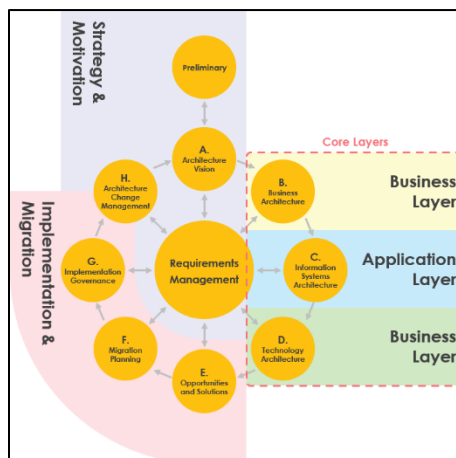 Strategy &
Motivation
Preliminary
A.
Architecture
Vision
Core Layers
H.
Architecture
Change
Management
B.
Business
Architecture
Business
Layer
Implementation &
Migration
G.
Implementation
Governance
Requirements
Management
C.
Information
Systems
Architecture
Application
Layer
F.
Migration
Planning
D.
Technology
Architecture
Business
Layer
E.
Opportunities
and Solutions